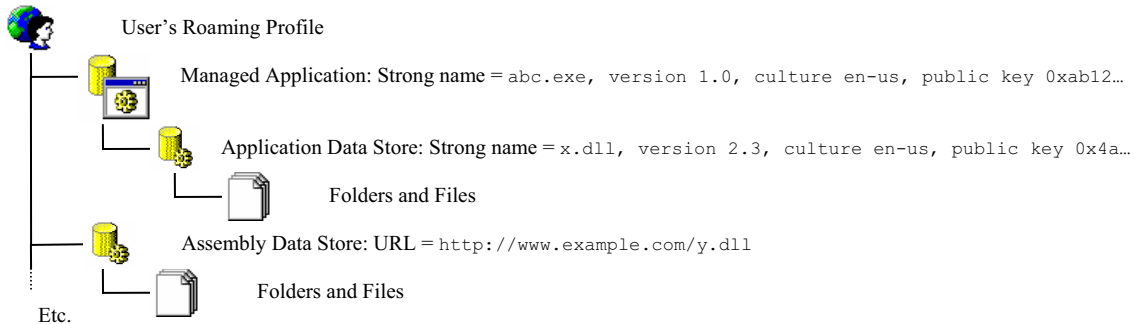 User’s Roaming Profile
Managed Application: Strong name = abc.exe, version 1.0, culture en-us, public key 0xab12…
Application Data Store: Strong name = x.dll, version 2.3, culture en-us, public key 0x4a…
Folders and Files
Assembly Data Store: URL = http://www.example.com/y.dll
Folders and Files
Etc.